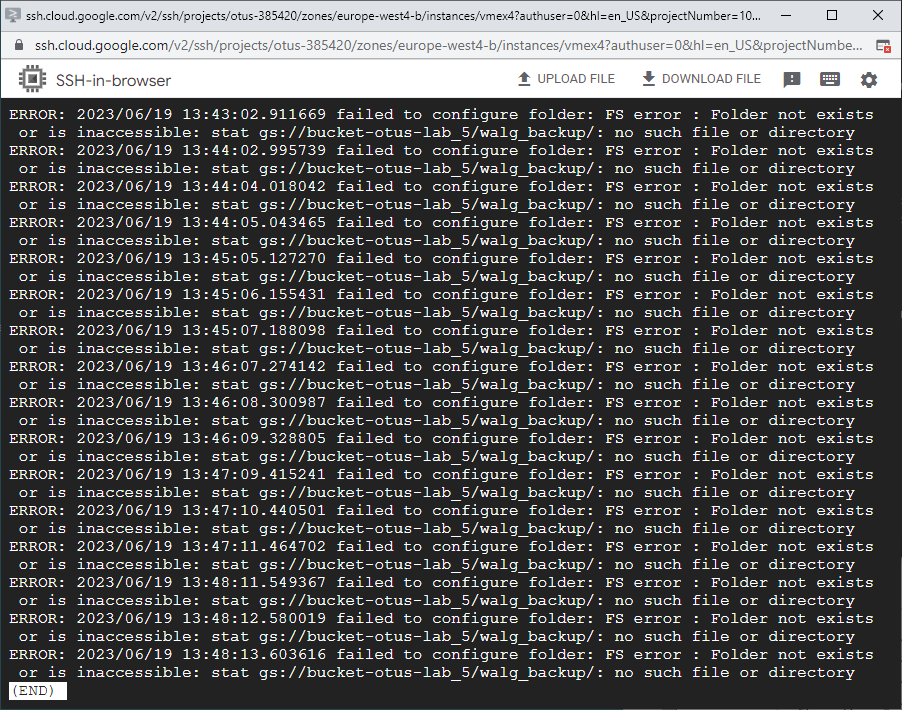 ssh.cloud.google.com/v2/ssh/projects/otus-385420/zones/europe-west4-b/instances/vmex4?authuser=0&hl=en_US&projectNumber=10...
ssh.cloud.google.com/v2/ssh/projects/otus-385420/zones/europe-west4-b/instances/vmex4?authuser=0&hl=en_US&projectNumbe...
SSH-in-browser
UPLOAD FILE
DOWNLOAD FILE
ERROR: 2023/06/19 13:43:02.911669 failed to configure folder: FS error : Folder not exists
or is inaccessible: stat gs://bucket-otus-lab_5/walg_backup/: no such file or directory
ERROR: 2023/06/19 13:44:02.995739 failed to configure folder: FS error : Folder not exists
or is inaccessible: stat gs://bucket-otus-lab_5/walg_backup/: no such file or directory
ERROR: 2023/06/19 13:44:04.018042 failed to configure folder: FS error : Folder not exists
or is inaccessible: stat gs://bucket-otus-lab_5/walg_backup/: no such file or directory
ERROR: 2023/06/19 13:44:05.043465 failed to configure folder: FS error : Folder not exists
or is inaccessible: stat gs://bucket-otus-lab_5/walg_backup/: no such file or directory
ERROR: 2023/06/19 13:45:05.127270 failed to configure folder: FS error : Folder not exists
or is inaccessible: stat gs://bucket-otus-lab_5/walg_backup/: no such file or directory
ERROR: 2023/06/19 13:45:06.155431 failed to configure folder: FS error : Folder not exists
or is inaccessible: stat gs://bucket-otus-lab_5/walg_backup/: no such file or directory
ERROR: 2023/06/19 13:45:07.188098 failed to configure folder: FS error : Folder not exists
or is inaccessible: stat gs://bucket-otus-lab_5/walg_backup/: no such file or directory
ERROR: 2023/06/19 13:46:07.274142 failed to configure folder: FS error : Folder not exists
or is inaccessible: stat gs://bucket-otus-lab_5/walg_backup/: no such file or directory
ERROR: 2023/06/19 13:46:08.300987 failed to configure folder: FS error : Folder not exists
or is inaccessible: stat gs://bucket-otus-lab_5/walg_backup/: no such file or directory
ERROR: 2023/06/19 13:46:09.328805 failed to configure folder: FS error : Folder not exists
or is inaccessible: stat gs://bucket-otus-lab_5/walg_backup/: no such file or directory
ERROR: 2023/06/19 13:47:09.415241 failed to configure folder: FS error : Folder not exists
or is inaccessible: stat gs://bucket-otus-lab_5/walg_backup/: no such file or directory
ERROR: 2023/06/19 13:47:10.440501 failed to configure folder: FS error : Folder not exists
or is inaccessible: stat gs://bucket-otus-lab_5/walg_backup/: no such file or directory
ERROR: 2023/06/19 13:47:11.464702 failed to configure folder: FS error : Folder not exists
or is inaccessible: stat gs://bucket-otus-lab_5/walg_backup/: no such file or directory
ERROR: 2023/06/19 13:48:11.549367 failed to configure folder: FS error : Folder not exists
or is inaccessible: stat gs://bucket-otus-lab_5/walg_backup/: no such file or directory
ERROR: 2023/06/19 13:48:12.580019 failed to configure folder: FS error : Folder not exists
or is inaccessible: stat gs://bucket-otus-lab_5/walg_backup/: no such file or directory
ERROR: 2023/06/19 13:48:13.603616 failed to configure folder: FS error : Folder not exists
or is inaccessible: stat gs://bucket-otus-lab_5/walg_backup/: no such file or directory
(END)